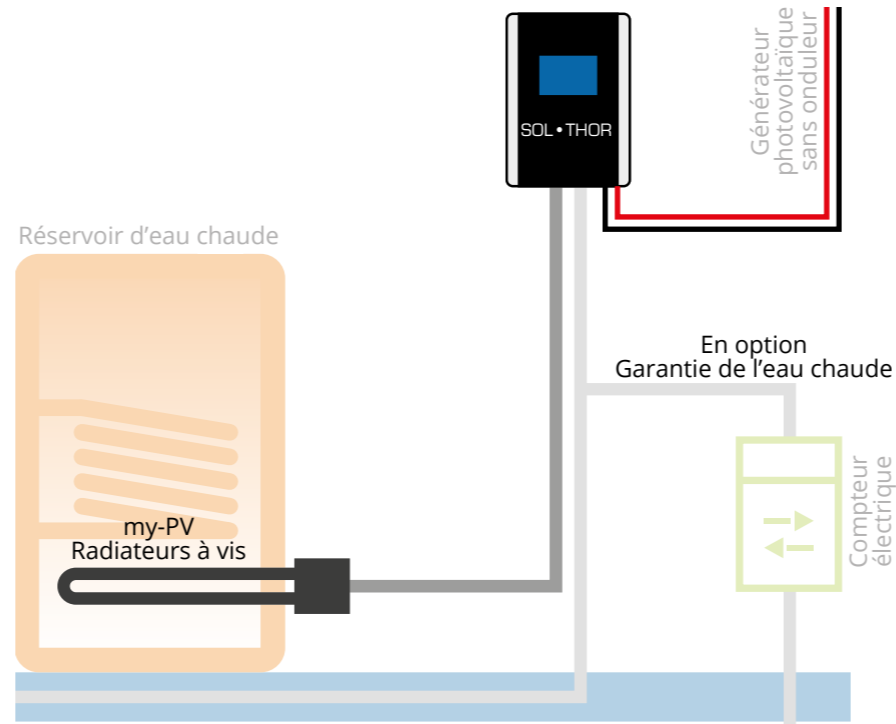 Générateur
photovoltaïque
sans onduleur
SOL•THOR
Réservoir d’eau chaude
En option
Garantie de l’eau chaude
Compteur
électrique
my-PV
Radiateurs à vis